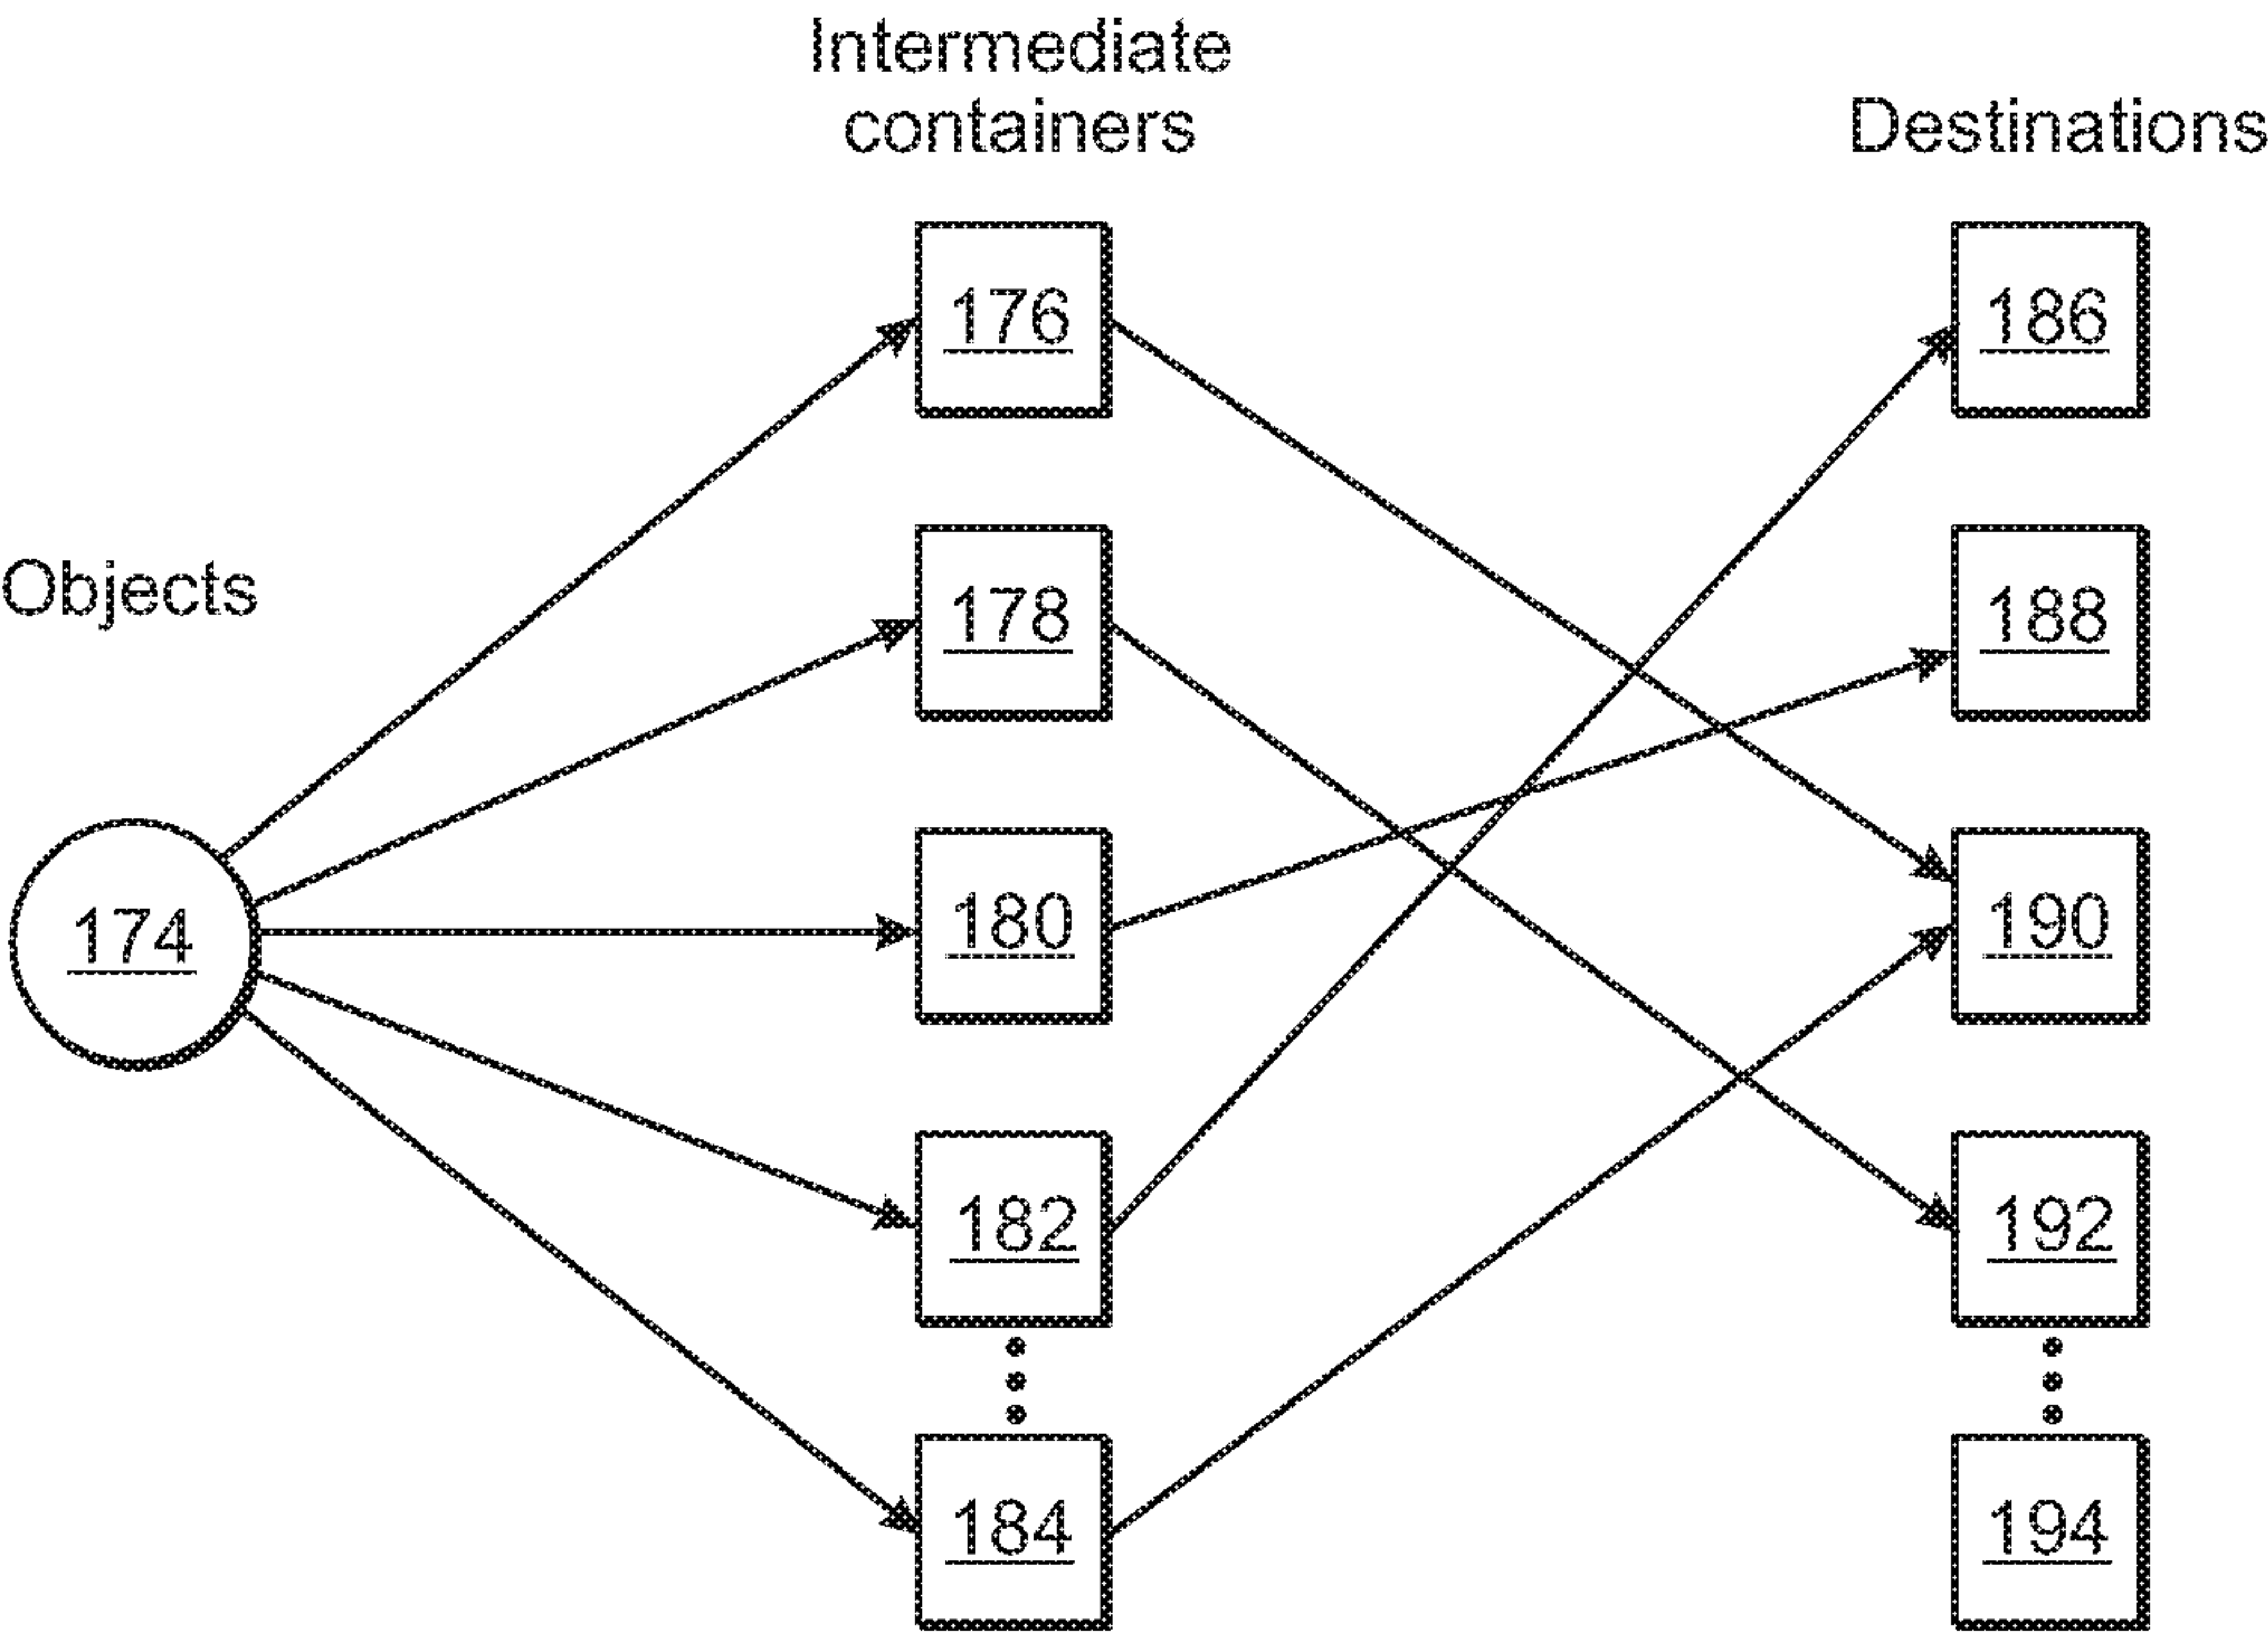 Intermediate
containers
Destinations
Objects
174
176
178
180
182
184
186
188
190
192
194